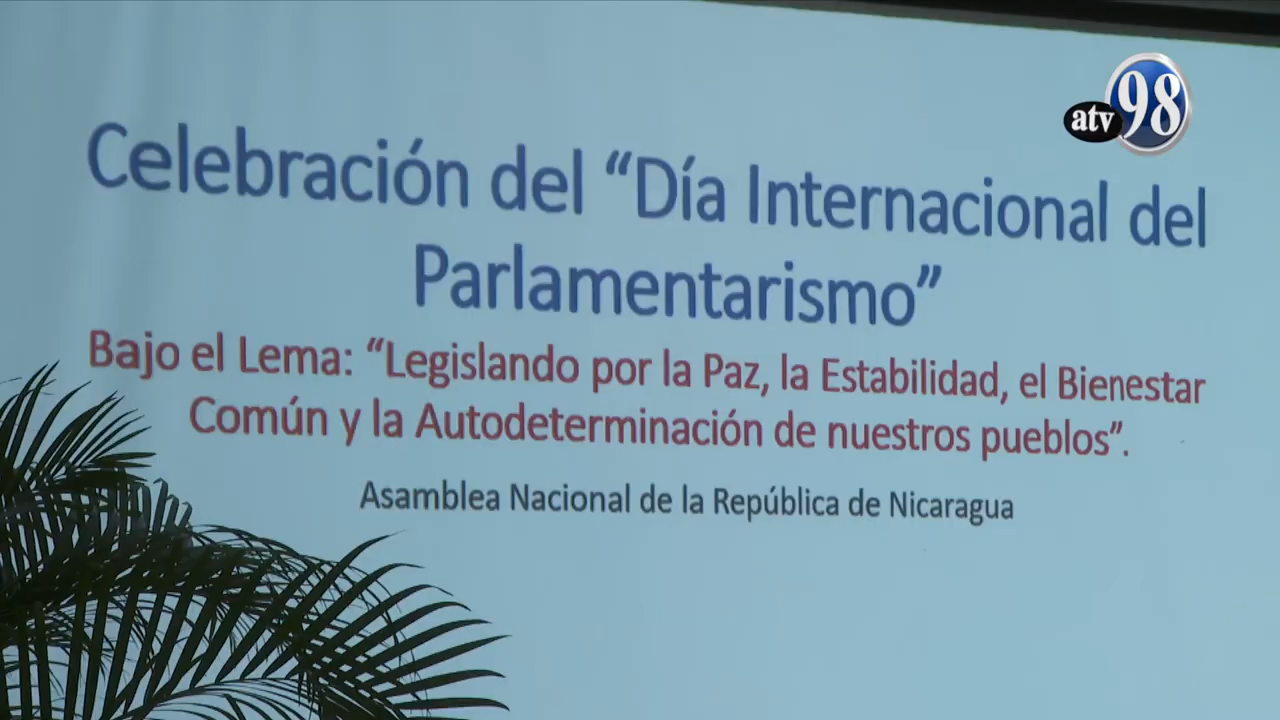 atv 98
Celebración del “Día Internacional del
Parlamentarismo”
Bajo el Lema: “Legislando por la Paz, la Estabilidad, el Bienestar
Común y la Autodeterminación de nuestros pueblos”.
Asamblea Nacional de la República de Nicaragua